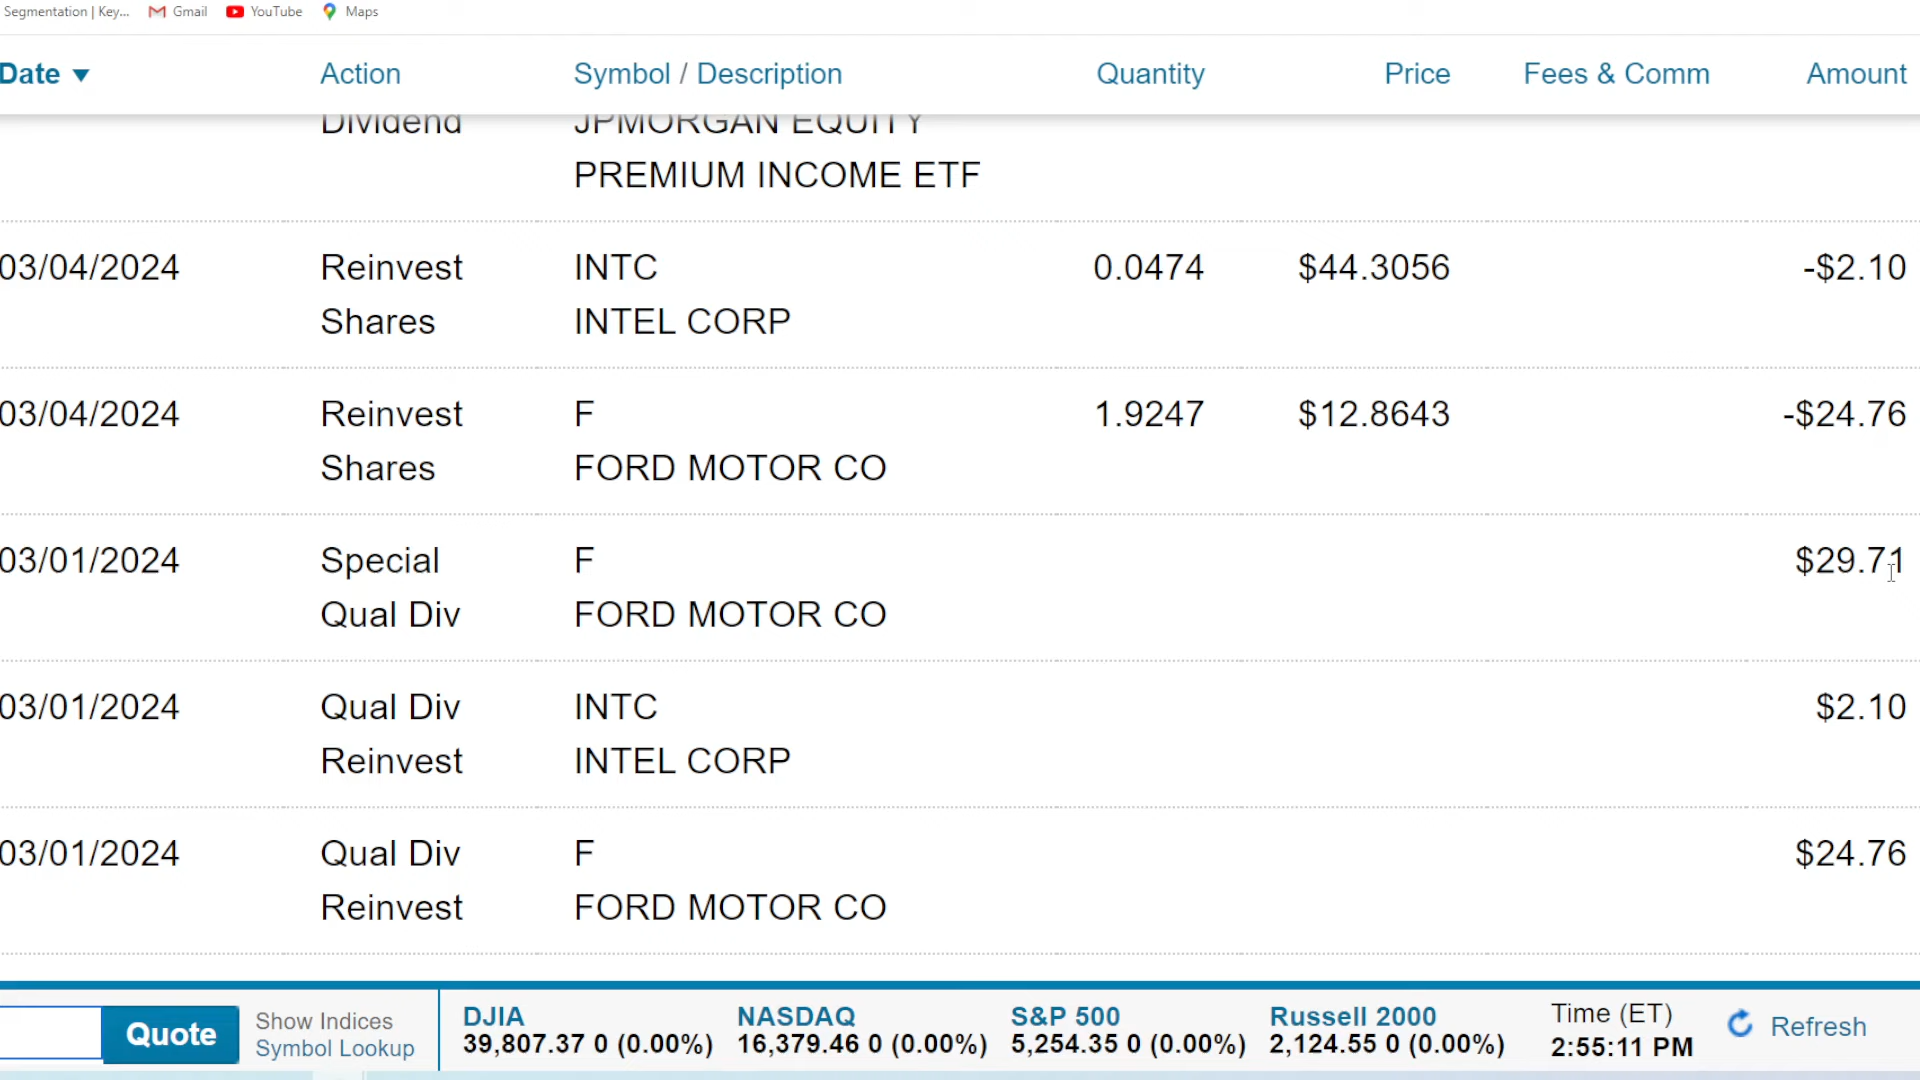 Segmentation | Key... Gmail YouTube Maps
Date ▼ Action Symbol / Description Quantity Price Fees & Comm Amount
Dividend JPMORGAN EQUITY
PREMIUM INCOME ETF
03/04/2024 Reinvest INTC 0.0474 $44.3056 -$2.10
Shares INTEL CORP
03/04/2024 Reinvest F 1.9247 $12.8643 -$24.76
Shares FORD MOTOR CO
03/01/2024 Special F $29.71
Qual Div FORD MOTOR CO
03/01/2024 Qual Div INTC $2.10
Reinvest INTEL CORP
03/01/2024 Qual Div F $24.76
Reinvest FORD MOTOR CO
Quote Show Indices DJIA NASDAQ S&P 500 Russell 2000 Time (ET) Refresh
Symbol Lookup 39,807.37 0 (0.00%) 16,379.46 0 (0.00%) 5,254.35 0 (0.00%) 2,124.55 0 (0.00%) 2:55:11 PM